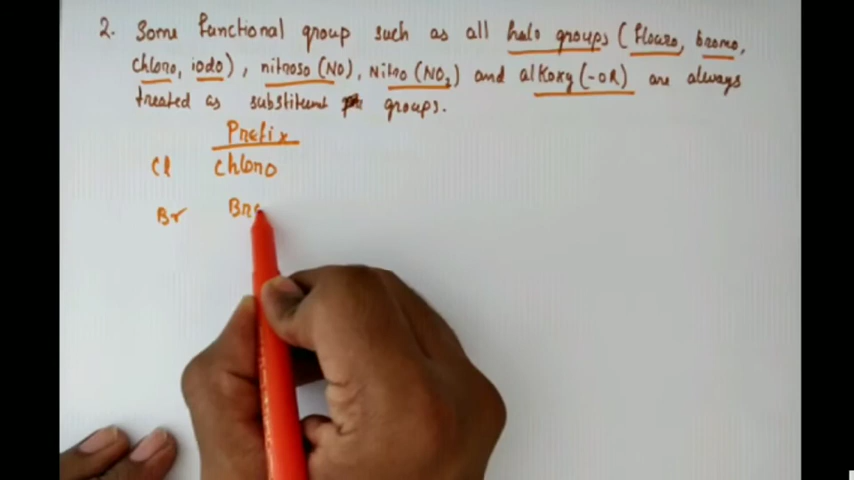 2. Some functional group such as all halo groups (flouro, bromo,
chloro, iodo), nitroso (NO), Nitro (NO₂) and alkoxy (-OR) are always
treated as substituent groups.
Prefix
Cl chloro
Br Bro